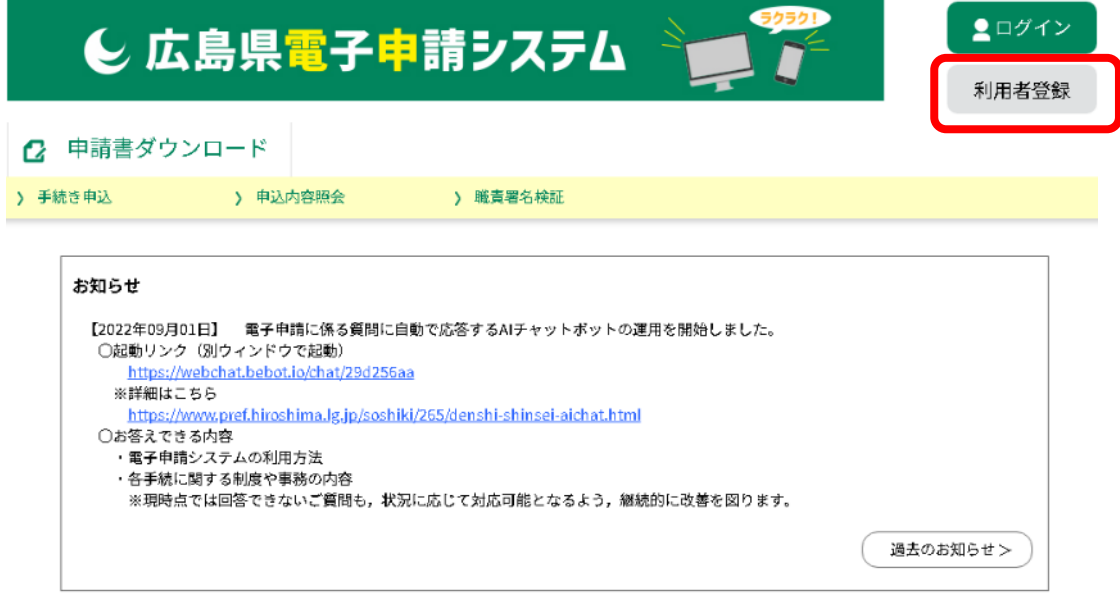 広島県電子申請システム
ラクラク!
ログイン
利用者登録
申請書ダウンロード
❯ 手続き申込
❯ 申込内容照会
❯ 職責署名検証
お知らせ
【2022年09月01日】　電子申請に係る質問に自動で応答するAIチャットボットの運用を開始しました。
○起動リンク（別ウィンドウで起動）
https://webchat.bebot.io/chat/29d256aa
※詳細はこちら
https://www.pref.hiroshima.lg.jp/soshiki/265/denshi-shinsei-aichat.html
○お答えできる内容
・電子申請システムの利用方法
・各手続に関する制度や事務の内容
※現時点では回答できないご質問も，状況に応じて対応可能となるよう，継続的に改善を図ります。
過去のお知らせ＞